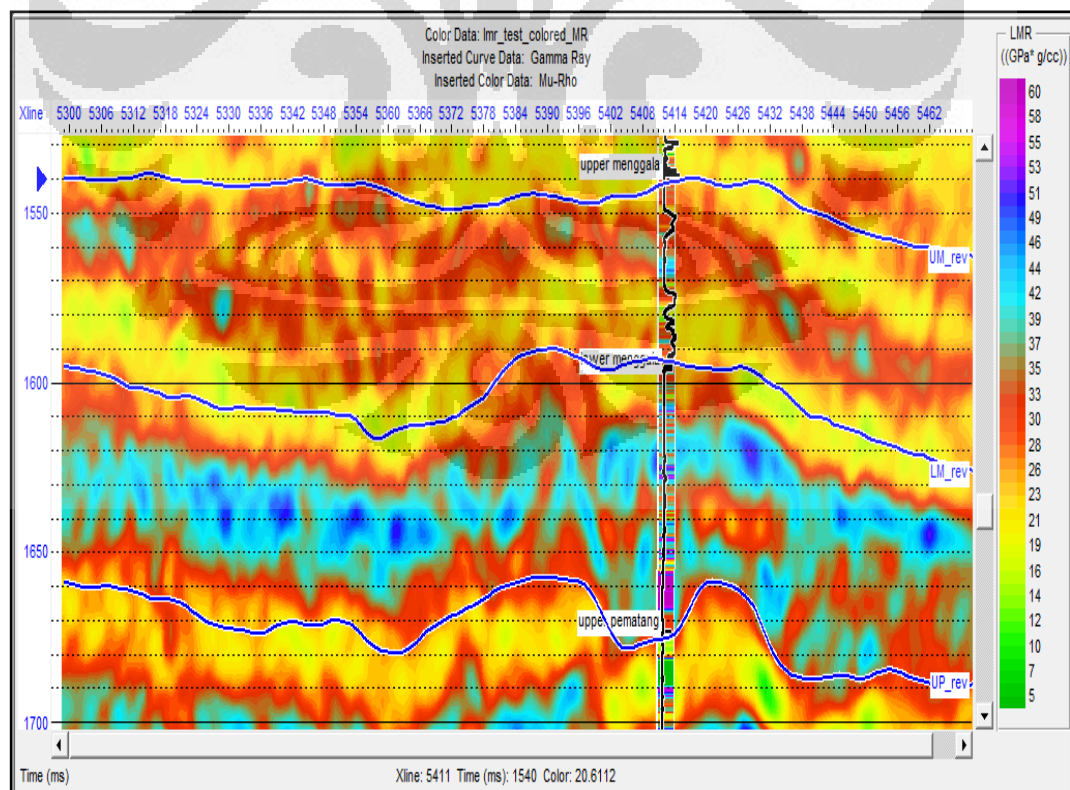 Color Data: lmr_test_colored_MR
Inserted Curve Data: Gamma Ray
Inserted Color Data: Mu-Rho
LMR
((GPa* g/cc))
Xline 5300 5306 5312 5318 5324 5330 5336 5342 5348 5354 5360 5366 5372 5378 5384 5390 5396 5402 5408 5414 5420 5426 5438 5444 5450 5456 5462
upper menggala
1550
UM_rev
lower menggala
1600
LM_rev
1650
upper pematang
UP_rev
1700
60
58
55
53
51
49
46
44
42
39
37
35
33
30
28
26
23
21
19
17
14
12
10
7
5
Time (ms)
Xline: 5411 Time (ms): 1540 Color: 20.6112